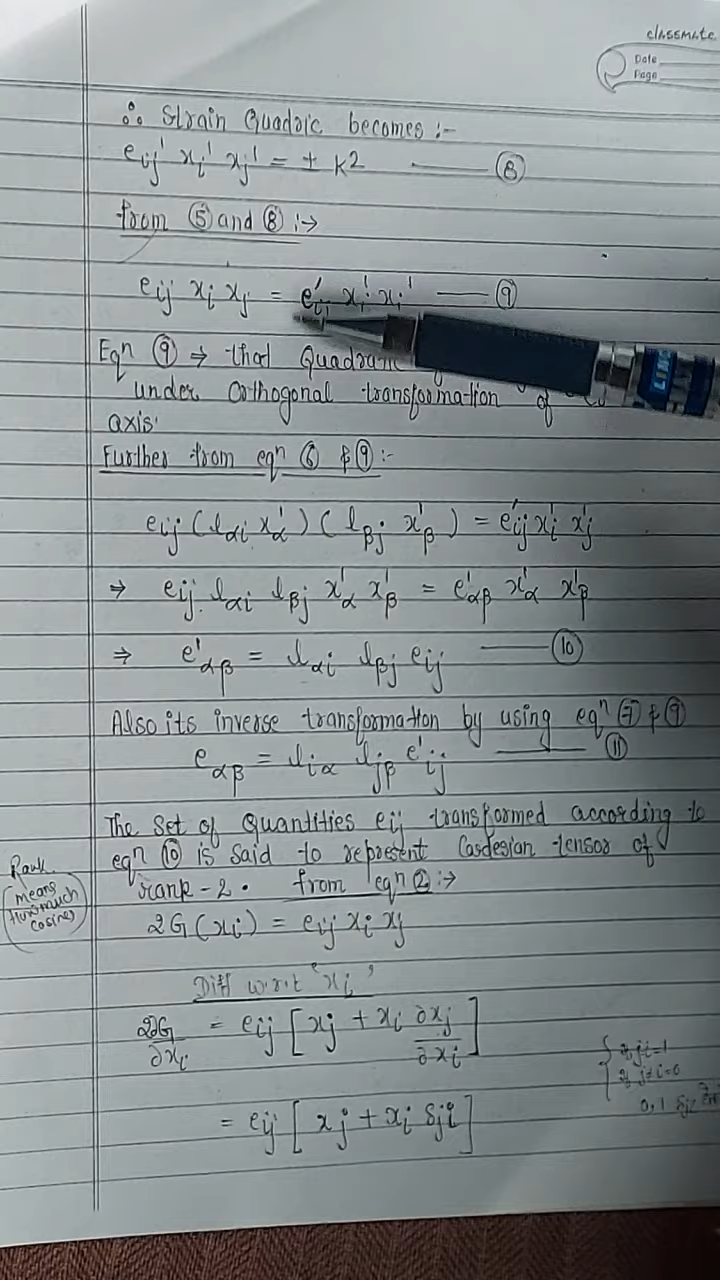 classmate
Date
Page
∴ Strain Quadric becomes :-
eij' xi' xj' = ± K² —— ⑧
from ⑤ and ⑧ :→
eij xi xj = e'ij xi' xj' —— ⑨
Eqn ⑨ ⇒ that
under orthogonal transformation of
axis.
Further from eqn ⑥ & ⑨ :-
eij (lαi x'α) (lβj x'β) = e'ij x'i x'j
⇒ eij lαi lβj x'α x'β = e'αβ x'α x'β
⇒ e'αβ = lαi lβj eij —— ⑩
Also its inverse transformation by using eqn ⑦ & ⑨
eαβ = liα ljβ e'ij —— ⑪
The set of Quantities eij transformed according to
eqn ⑩ is said to represent Cardesian tensor of
rank - 2. from eqn ②:→
Rank
means
How much
cosines
2G(xi) = eij xi xj
Diff w.r.t 'xi'
2∂G/∂xi = eij [xj + xi ∂xj/∂xi]
= eij [xj + xi δji]